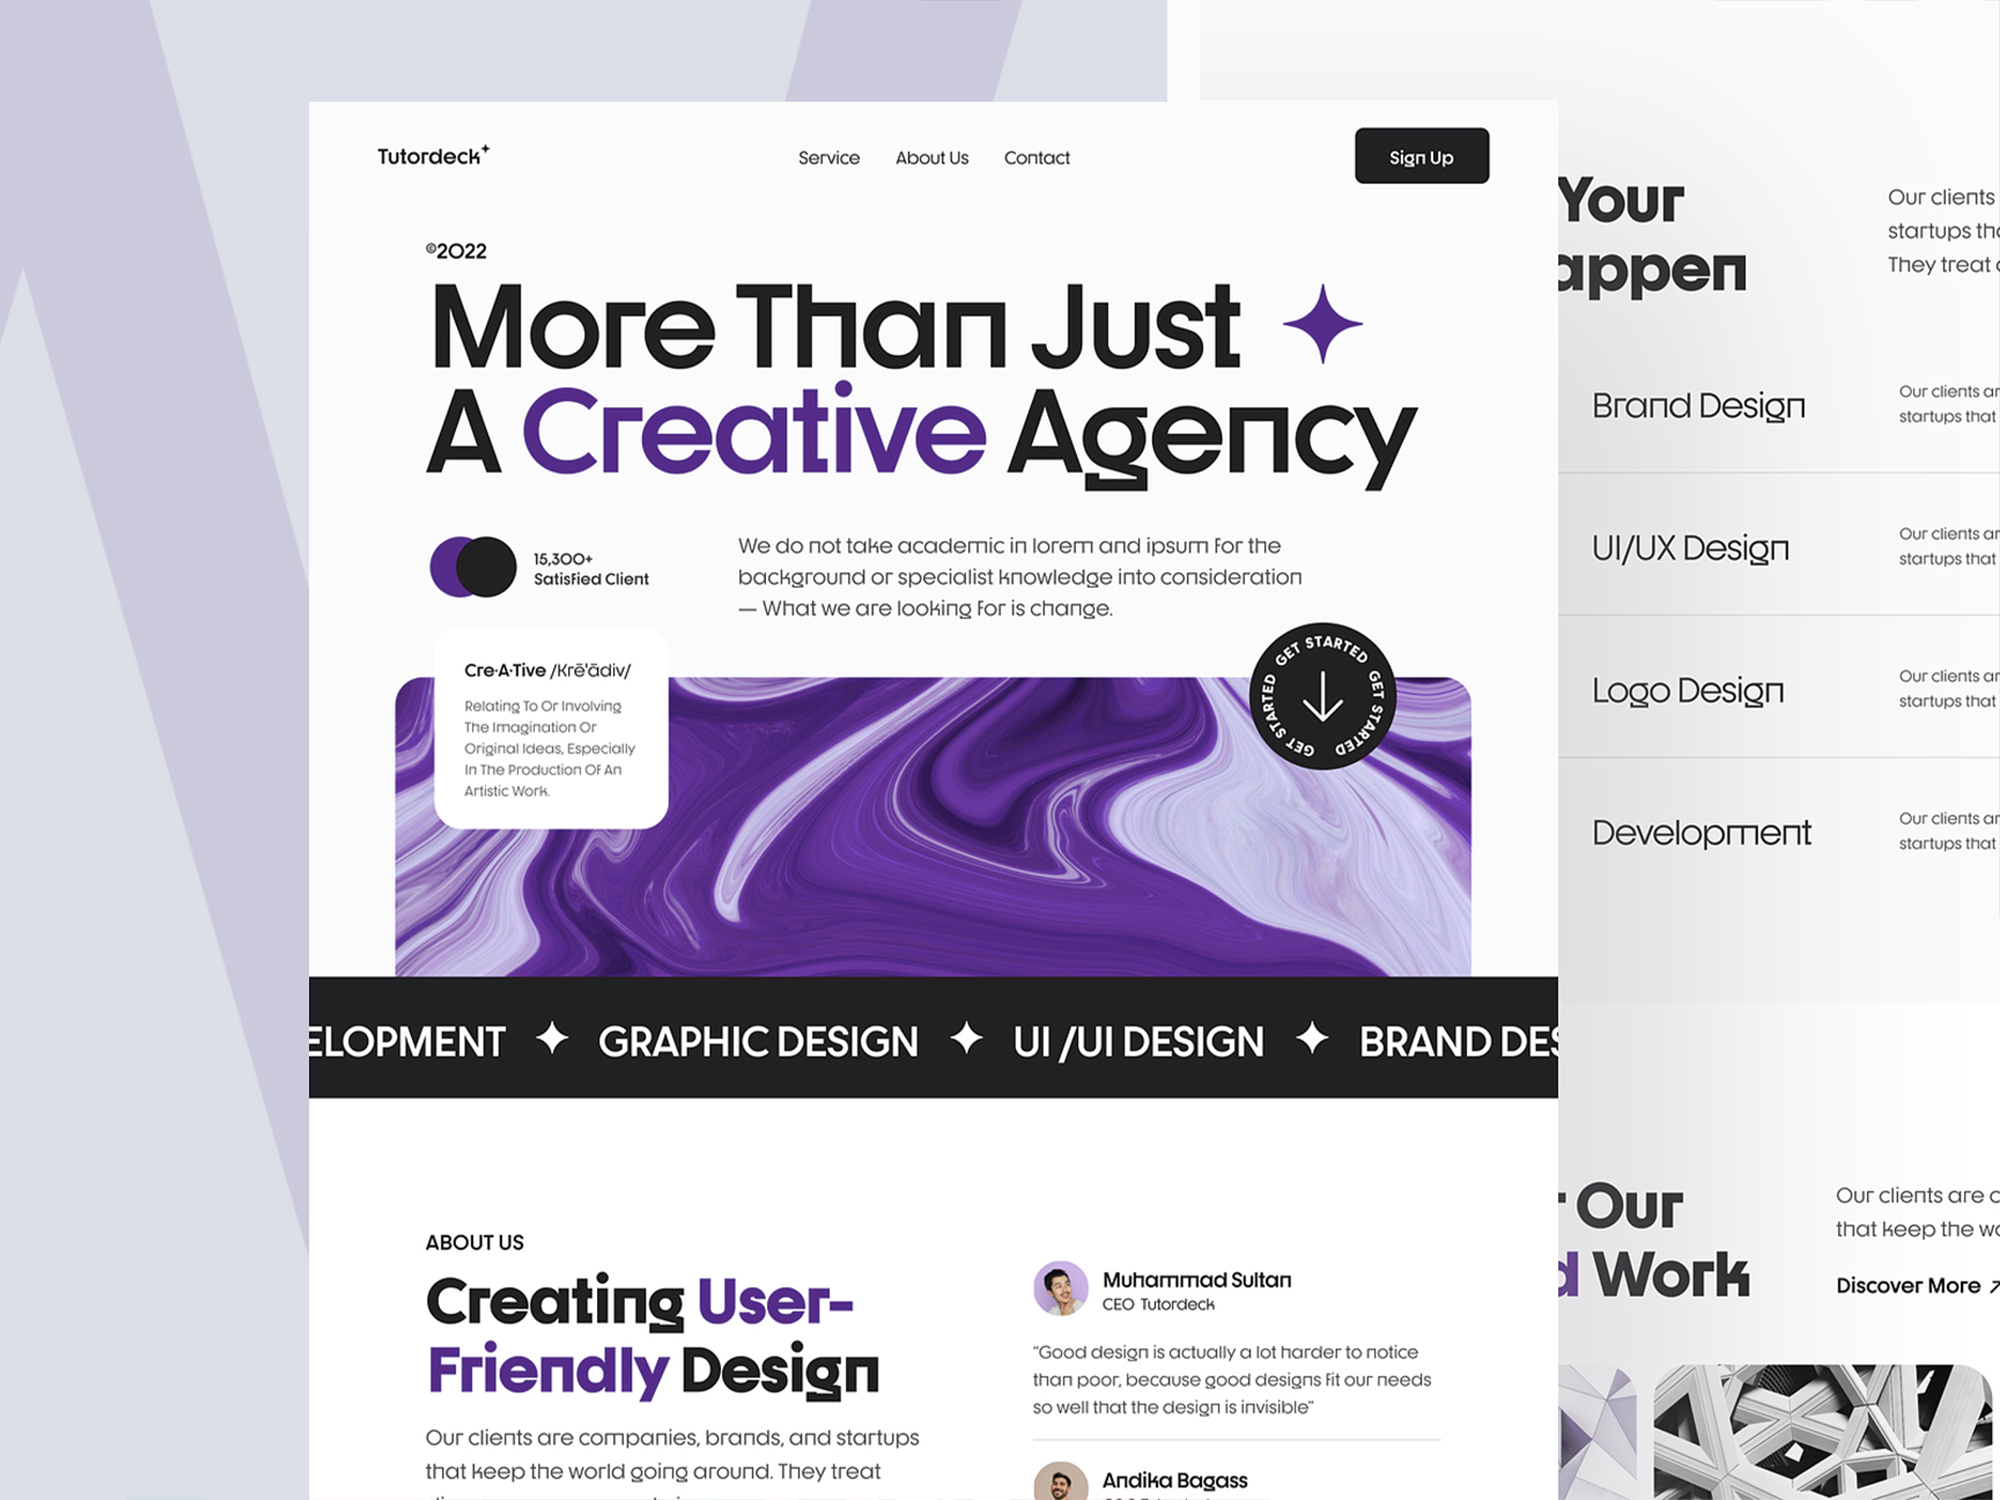 Tutordeck
Service
About Us
Contact
Sign Up
©2022
More Than Just
A Creative Agency
15,300+
Satisfied Client
We do not take academic in lorem and ipsum for the
background or specialist knowledge into consideration
— What we are looking for is change.
Cre·A·Tive /Krē'ādiv/
Relating To Or Involving
The Imagination Or
Original Ideas, Especially
In The Production Of An
Artistic Work.
GET STARTED GET STARTED GET STARTED
ELOPMENT
GRAPHIC DESIGN
UI /UI DESIGN
BRAND DES
ABOUT US
Creating User-
Friendly Design
Our clients are companies, brands, and startups
that keep the world going around. They treat
Muhammad Sultan
CEO Tutordeck
"Good design is actually a lot harder to notice
than poor, because good designs fit our needs
so well that the design is invisible"
Andika Bagass
Your
appen
Our clients
startups tha
They treat
Brand Design
Our clients ar
startups that
UI/UX Design
Our clients ar
startups that
Logo Design
Our clients ar
startups that
Development
Our clients ar
startups that
Our
d Work
Our clients are c
that keep the wo
Discover More